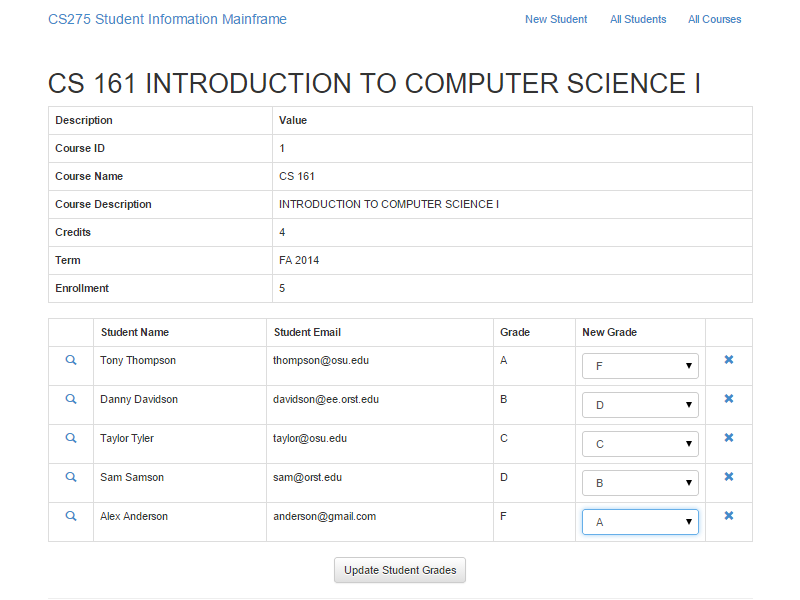 CS275 Student Information Mainframe New Student All Students All Courses
CS 161 INTRODUCTION TO COMPUTER SCIENCE I
Description Value
Course ID 1
Course Name CS 161
Course Description INTRODUCTION TO COMPUTER SCIENCE I
Credits 4
Term FA 2014
Enrollment 5
Student Name Student Email Grade New Grade
Tony Thompson thompson@osu.edu A F
Danny Davidson davidson@ee.orst.edu B D
Taylor Tyler taylor@osu.edu C C
Sam Samson sam@orst.edu D B
Alex Anderson anderson@gmail.com F A
Update Student Grades